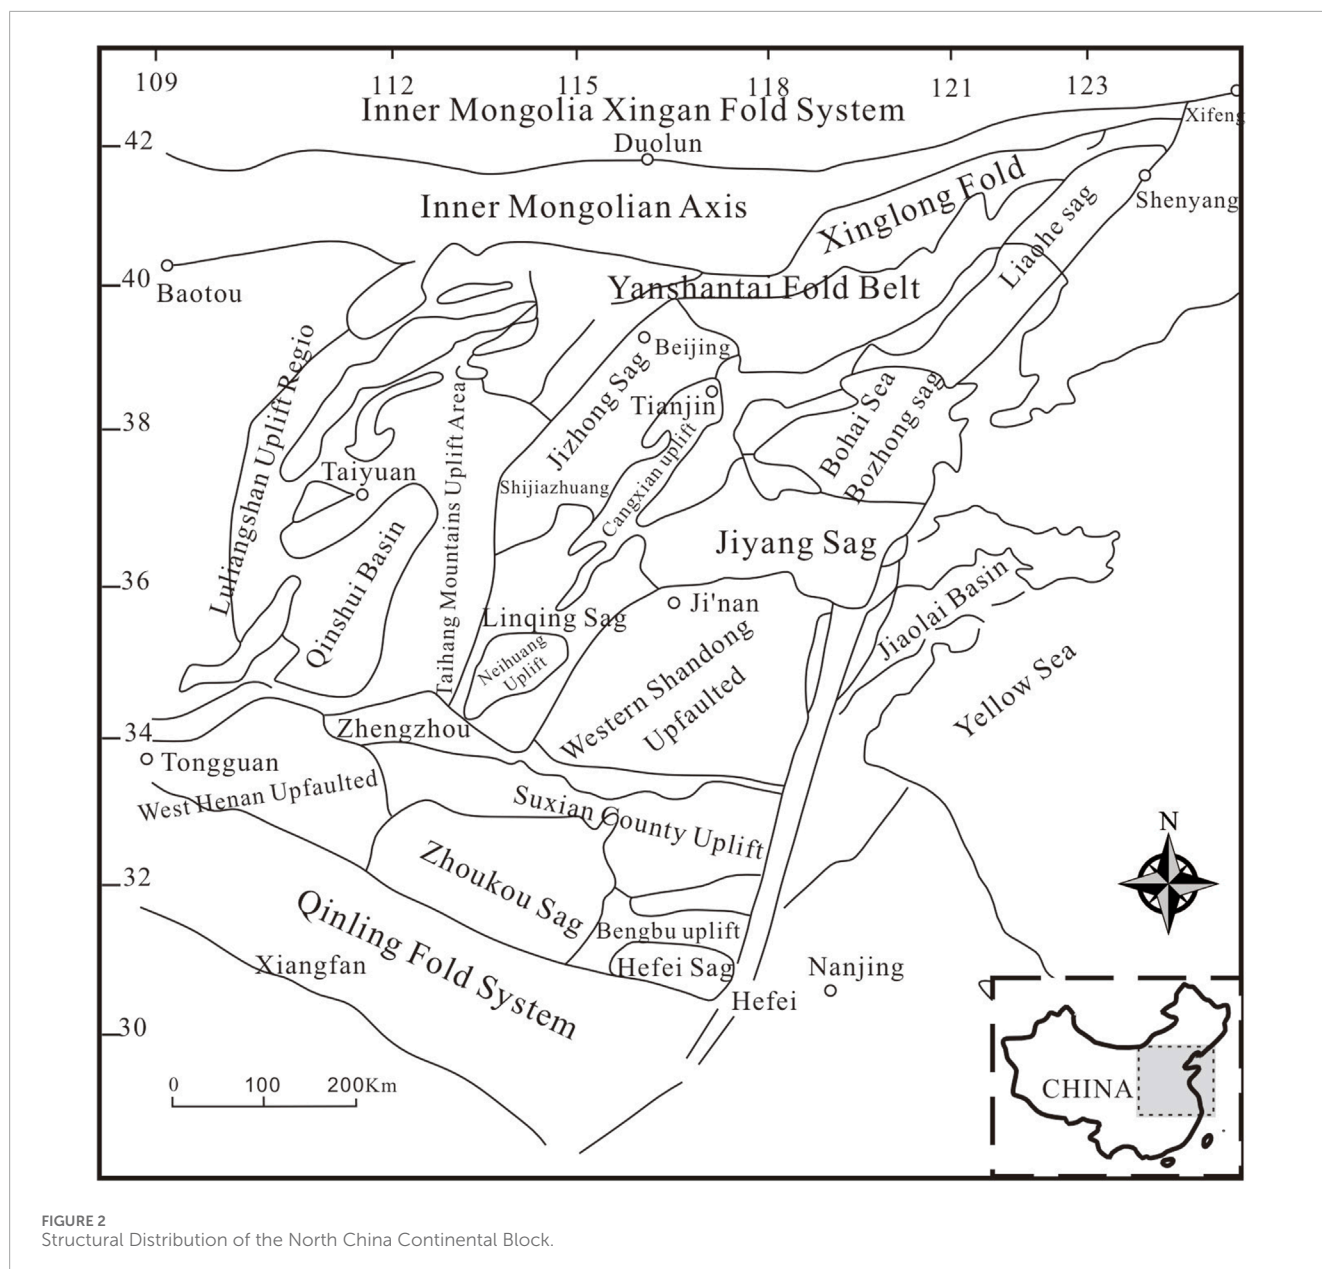 109 112 115 118 121 123
Inner Mongolia Xingan Fold System
Xifeng
42
Duolun
Xinglong Fold
Shenyang
Inner Mongolian Axis
Liaohe sag
40
Baotou
Yanshantai Fold Belt
Beijing
Luliangshan Uplift Regio
Jizhong Sag
Tianjin
Bohai Sea
Bozhong sag
38
Taihang Mountains Uplift Area
Taiyuan
Shijiazhuang
Cangxian uplift
Jiyang Sag
36
Qinshui Basin
Linqing Sag
Ji'nan
Jiaolai Basin
Neihuang
Uplift
Western Shandong
Upfaulted
Yellow Sea
34
Zhengzhou
Tongguan
West Henan Upfaulted
Suxian County Uplift
N
32
Zhoukou Sag
Qinling Fold System
Bengbu uplift
Xiangfan
Hefei Sag
Nanjing
Hefei
30
0 100 200Km
CHINA
FIGURE 2
Structural Distribution of the North China Continental Block.